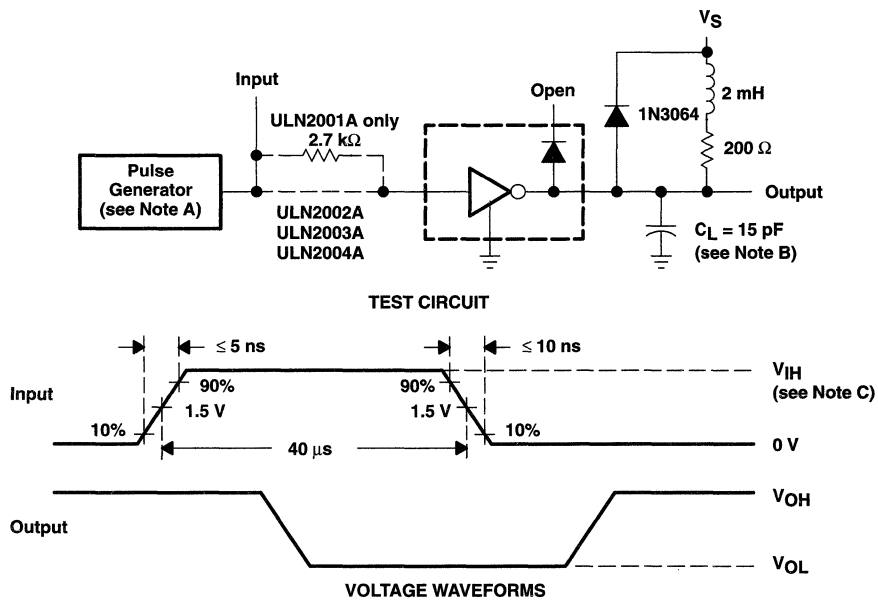 VS
Input
Open
2 mH
ULN2001A only
2.7 kΩ
1N3064
200 Ω
Pulse
Generator
(see Note A)
Output
ULN2002A
ULN2003A
ULN2004A
CL = 15 pF
(see Note B)
TEST CIRCUIT
≤ 5 ns
≤ 10 ns
VIH
(see Note C)
Input
90%
90%
1.5 V
1.5 V
10%
10%
40 μs
0 V
VOH
Output
VOL
VOLTAGE WAVEFORMS